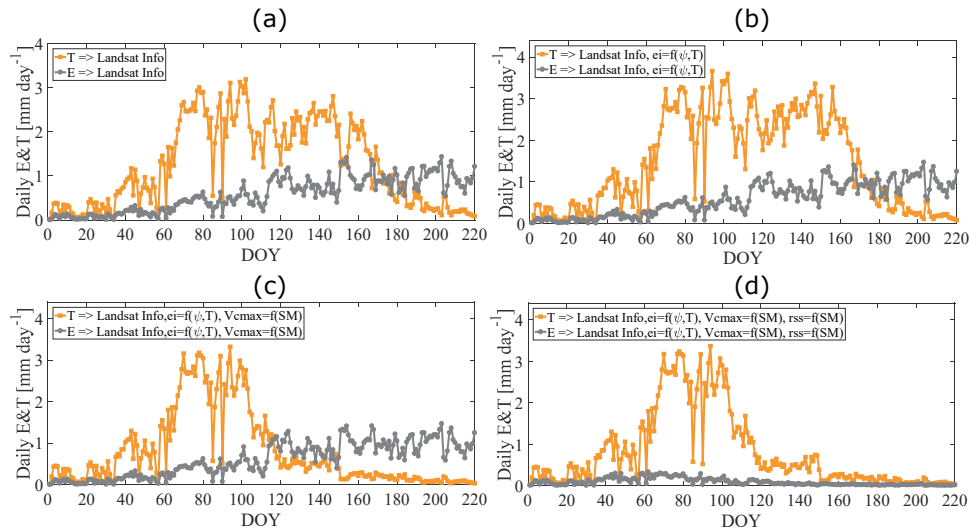 (a)
(b)
Daily E&T [mm day⁻¹]
4
3
2
1
0
T => Landsat Info
E => Landsat Info
0 20 40 60 80 100 120 140 160 180 200 220
DOY
Daily E&T [mm day⁻¹]
4
3
2
1
0
T => Landsat Info, ei=f(ψ,T)
E => Landsat Info, ei=f(ψ,T)
0 20 40 60 80 100 120 140 160 180 200 220
DOY
(c)
(d)
Daily E&T [mm day⁻¹]
4
3
2
1
0
T => Landsat Info,ei=f(ψ,T), Vcmax=f(SM)
E => Landsat Info,ei=f(ψ,T), Vcmax=f(SM)
0 20 40 60 80 100 120 140 160 180 200 220
DOY
Daily E&T [mm day⁻¹]
4
3
2
1
0
T => Landsat Info,ei=f(ψ,T), Vcmax=f(SM), rss=f(SM)
E => Landsat Info,ei=f(ψ,T), Vcmax=f(SM), rss=f(SM)
0 20 40 60 80 100 120 140 160 180 200 220
DOY